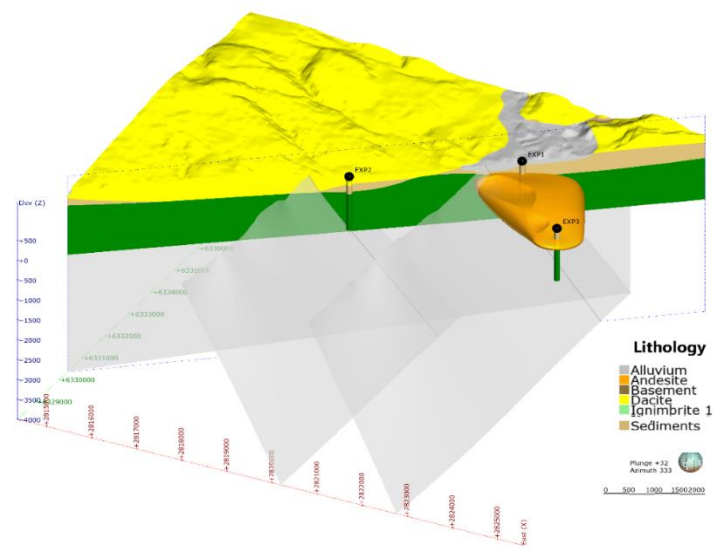 EXP1
EXP2
EXP3
Elev (Z)
+500
+0
-500
-1000
-1500
-2000
-2500
-3000
-3500
-4000
+6336000
+6335000
+6334000
+6333000
+6332000
+6331000
+6330000
+6329000
+2815000
+2816000
+2817000
+2818000
+2819000
+2820000
+2821000
+2822000
+2823000
+2824000
+2825000
East (X)
Lithology
Alluvium
Andesite
Basement
Dacite
Ignimbrite 1
Sediments
Plunge +32
Azimuth 333
0 500 1000 1500 2000